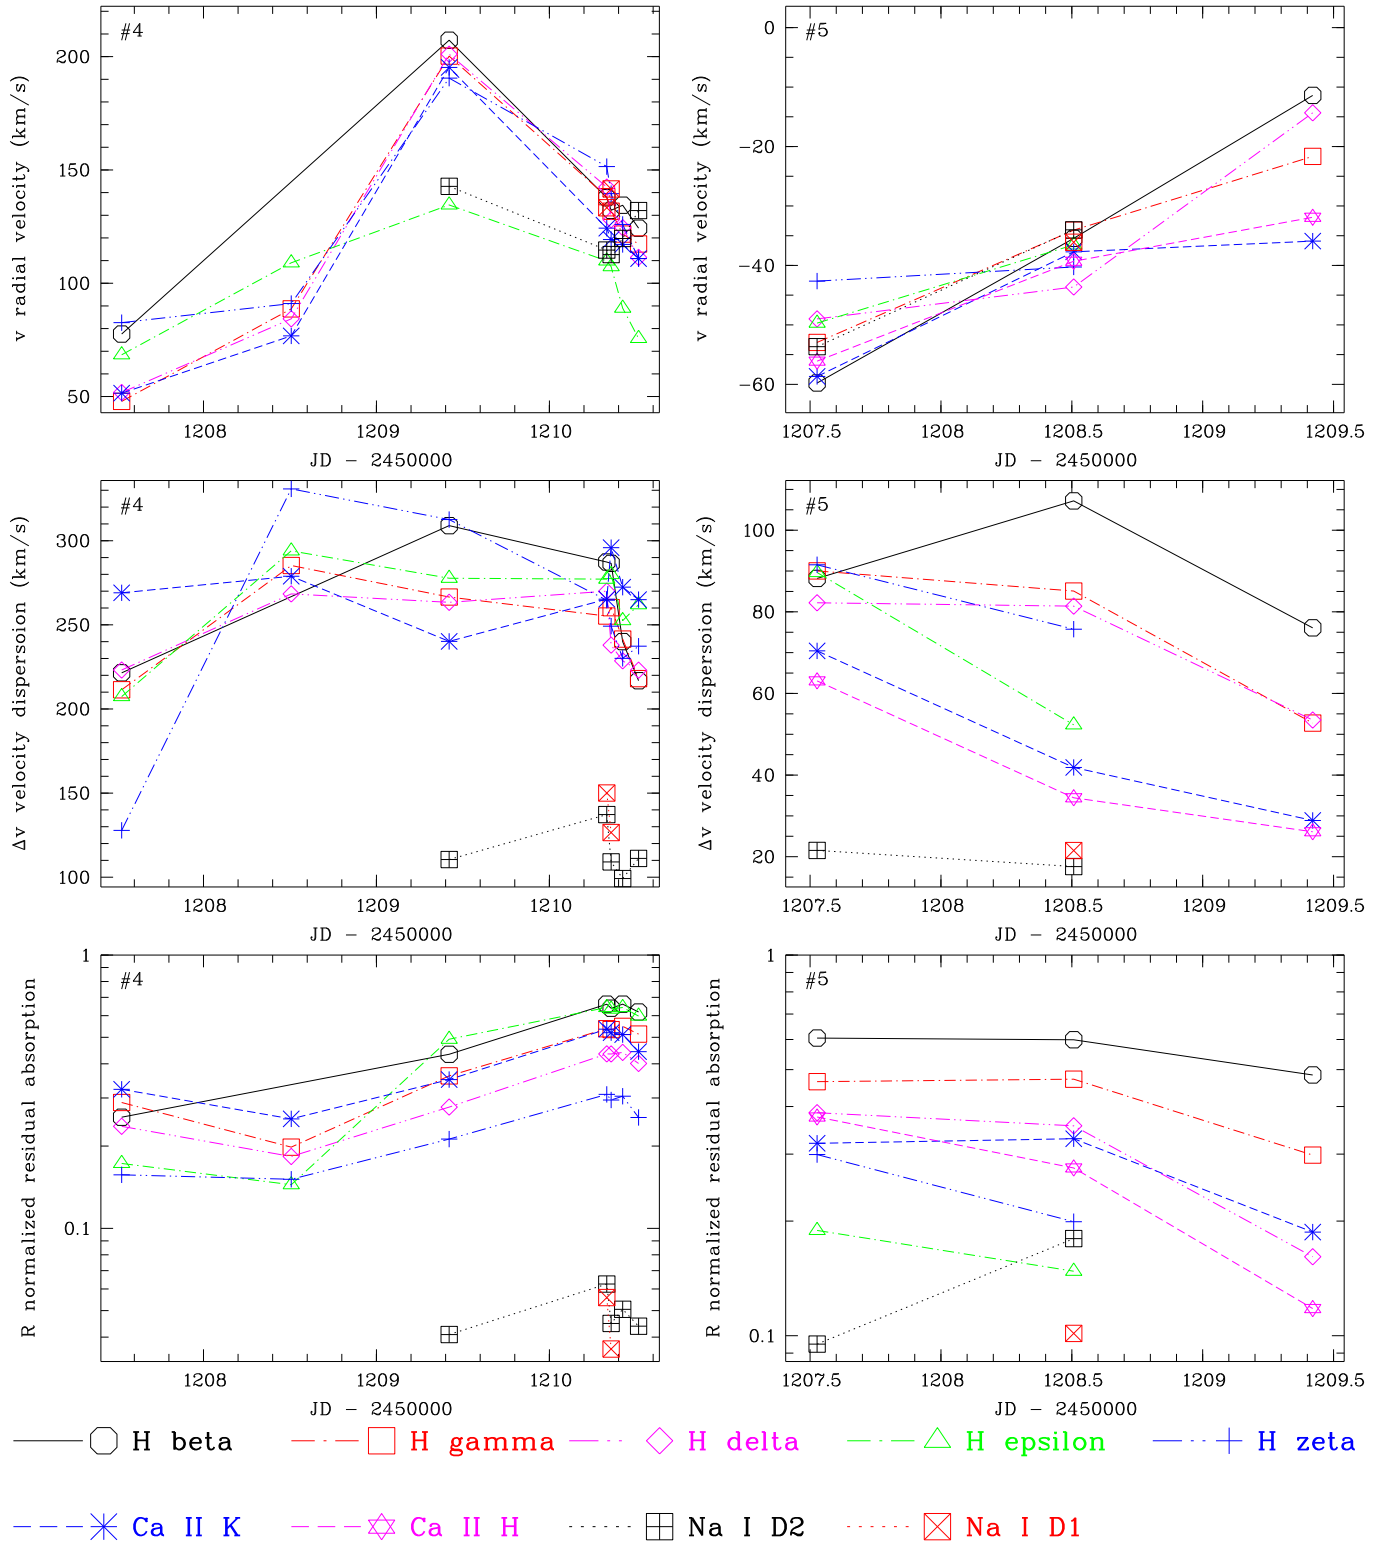 #4
200
150
100
50
v radial velocity (km/s)
1208 1209 1210
JD - 2450000
#5
0
-20
-40
-60
v radial velocity (km/s)
1207.5 1208 1208.5 1209 1209.5
JD - 2450000
#4
300
250
200
150
100
Δv velocity dispersion (km/s)
1208 1209 1210
JD - 2450000
#5
100
80
60
40
20
Δv velocity dispersion (km/s)
1207.5 1208 1208.5 1209 1209.5
JD - 2450000
#4
1
0.1
R normalized residual absorption
1208 1209 1210
JD - 2450000
#5
1
0.1
R normalized residual absorption
1207.5 1208 1208.5 1209 1209.5
JD - 2450000
H beta H gamma H delta H epsilon H zeta
Ca II K Ca II H Na I D2 Na I D1